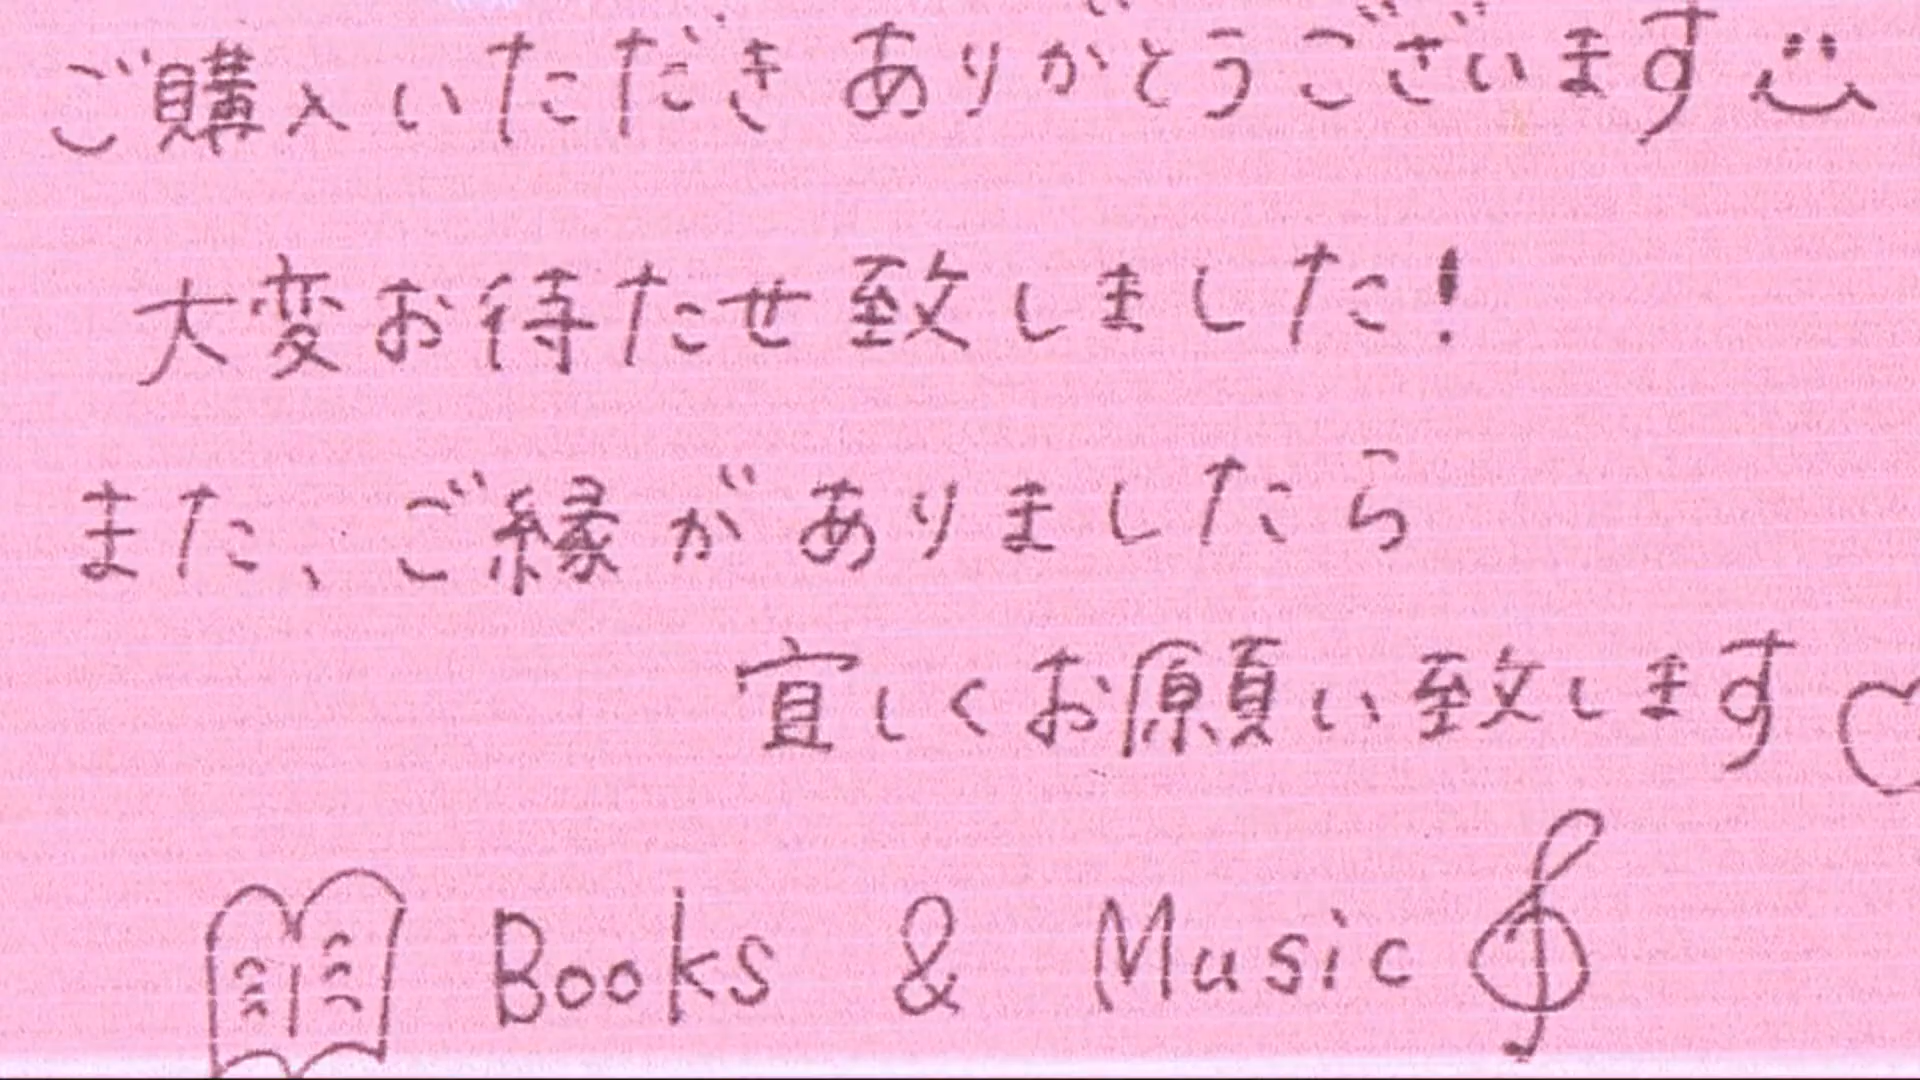 ご購入いただきありがとうございます
大変お待たせ致しました!
また、ご縁がありましたら
宜しくお願い致します
Books & Music